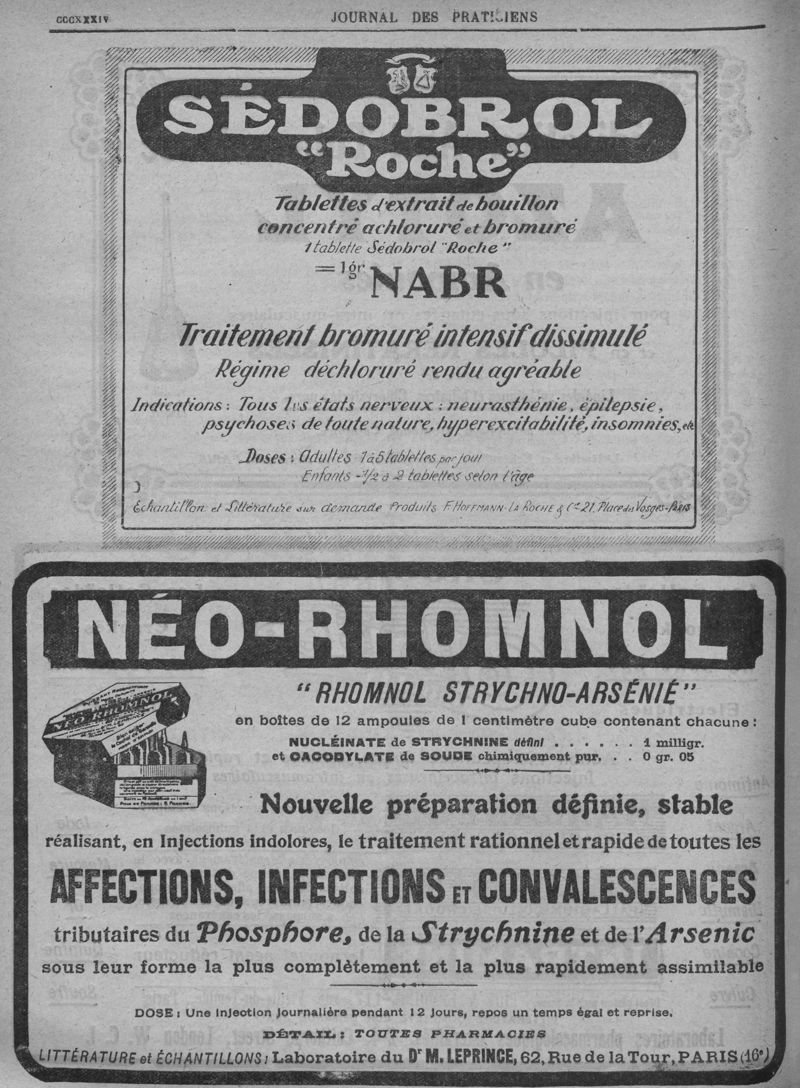 CCCXXXIV
JOURNAL DES PRATICIENS
SÉDOBROL
"Roche"
Tablettes d'extrait de bouillon
concentré achloruré et bromuré
1 tablette Sédobrol "Roche"
= 1gr NABR
Traitement bromuré intensif dissimulé
Régime déchloruré rendu agréable
Indications: Tous les états nerveux: neurasthénie, épilepsie,
psychoses de toute nature, hyperexcitabilité, insomnies, etc
Doses: Adultes 1 à 5 tablettes par jour
Enfants - 1/2 à 2 tablettes selon l'âge
Echantillon et Littérature sur demande Produits F. HOFFMANN-LA ROCHE & Cie 21, Place des Vosges-PARIS
NÉO-RHOMNOL
"RHOMNOL STRYCHNO-ARSÉNIÉ"
en boîtes de 12 ampoules de 1 centimètre cube contenant chacune:
NUCLÉINATE de STRYCHNINE défini . . . . . . 1 milligr.
et CACODYLATE de SOUDE chimiquement pur. . . 0 gr. 05
NÉO-RHOMNOL
Nouvelle préparation définie, stable
réalisant, en Injections indolores, le traitement rationnel et rapide de toutes les
AFFECTIONS, INFECTIONS ET CONVALESCENCES
tributaires du Phosphore, de la Strychnine et de l'Arsenic
sous leur forme la plus complètement et la plus rapidement assimilable
DOSE: Une Injection Journalière pendant 12 Jours, repos un temps égal et reprise.
DÉTAIL: TOUTES PHARMACIES
LITTÉRATURE et ÉCHANTILLONS: Laboratoire du Dr M. LEPRINCE, 62, Rue de la Tour, PARIS (16e)